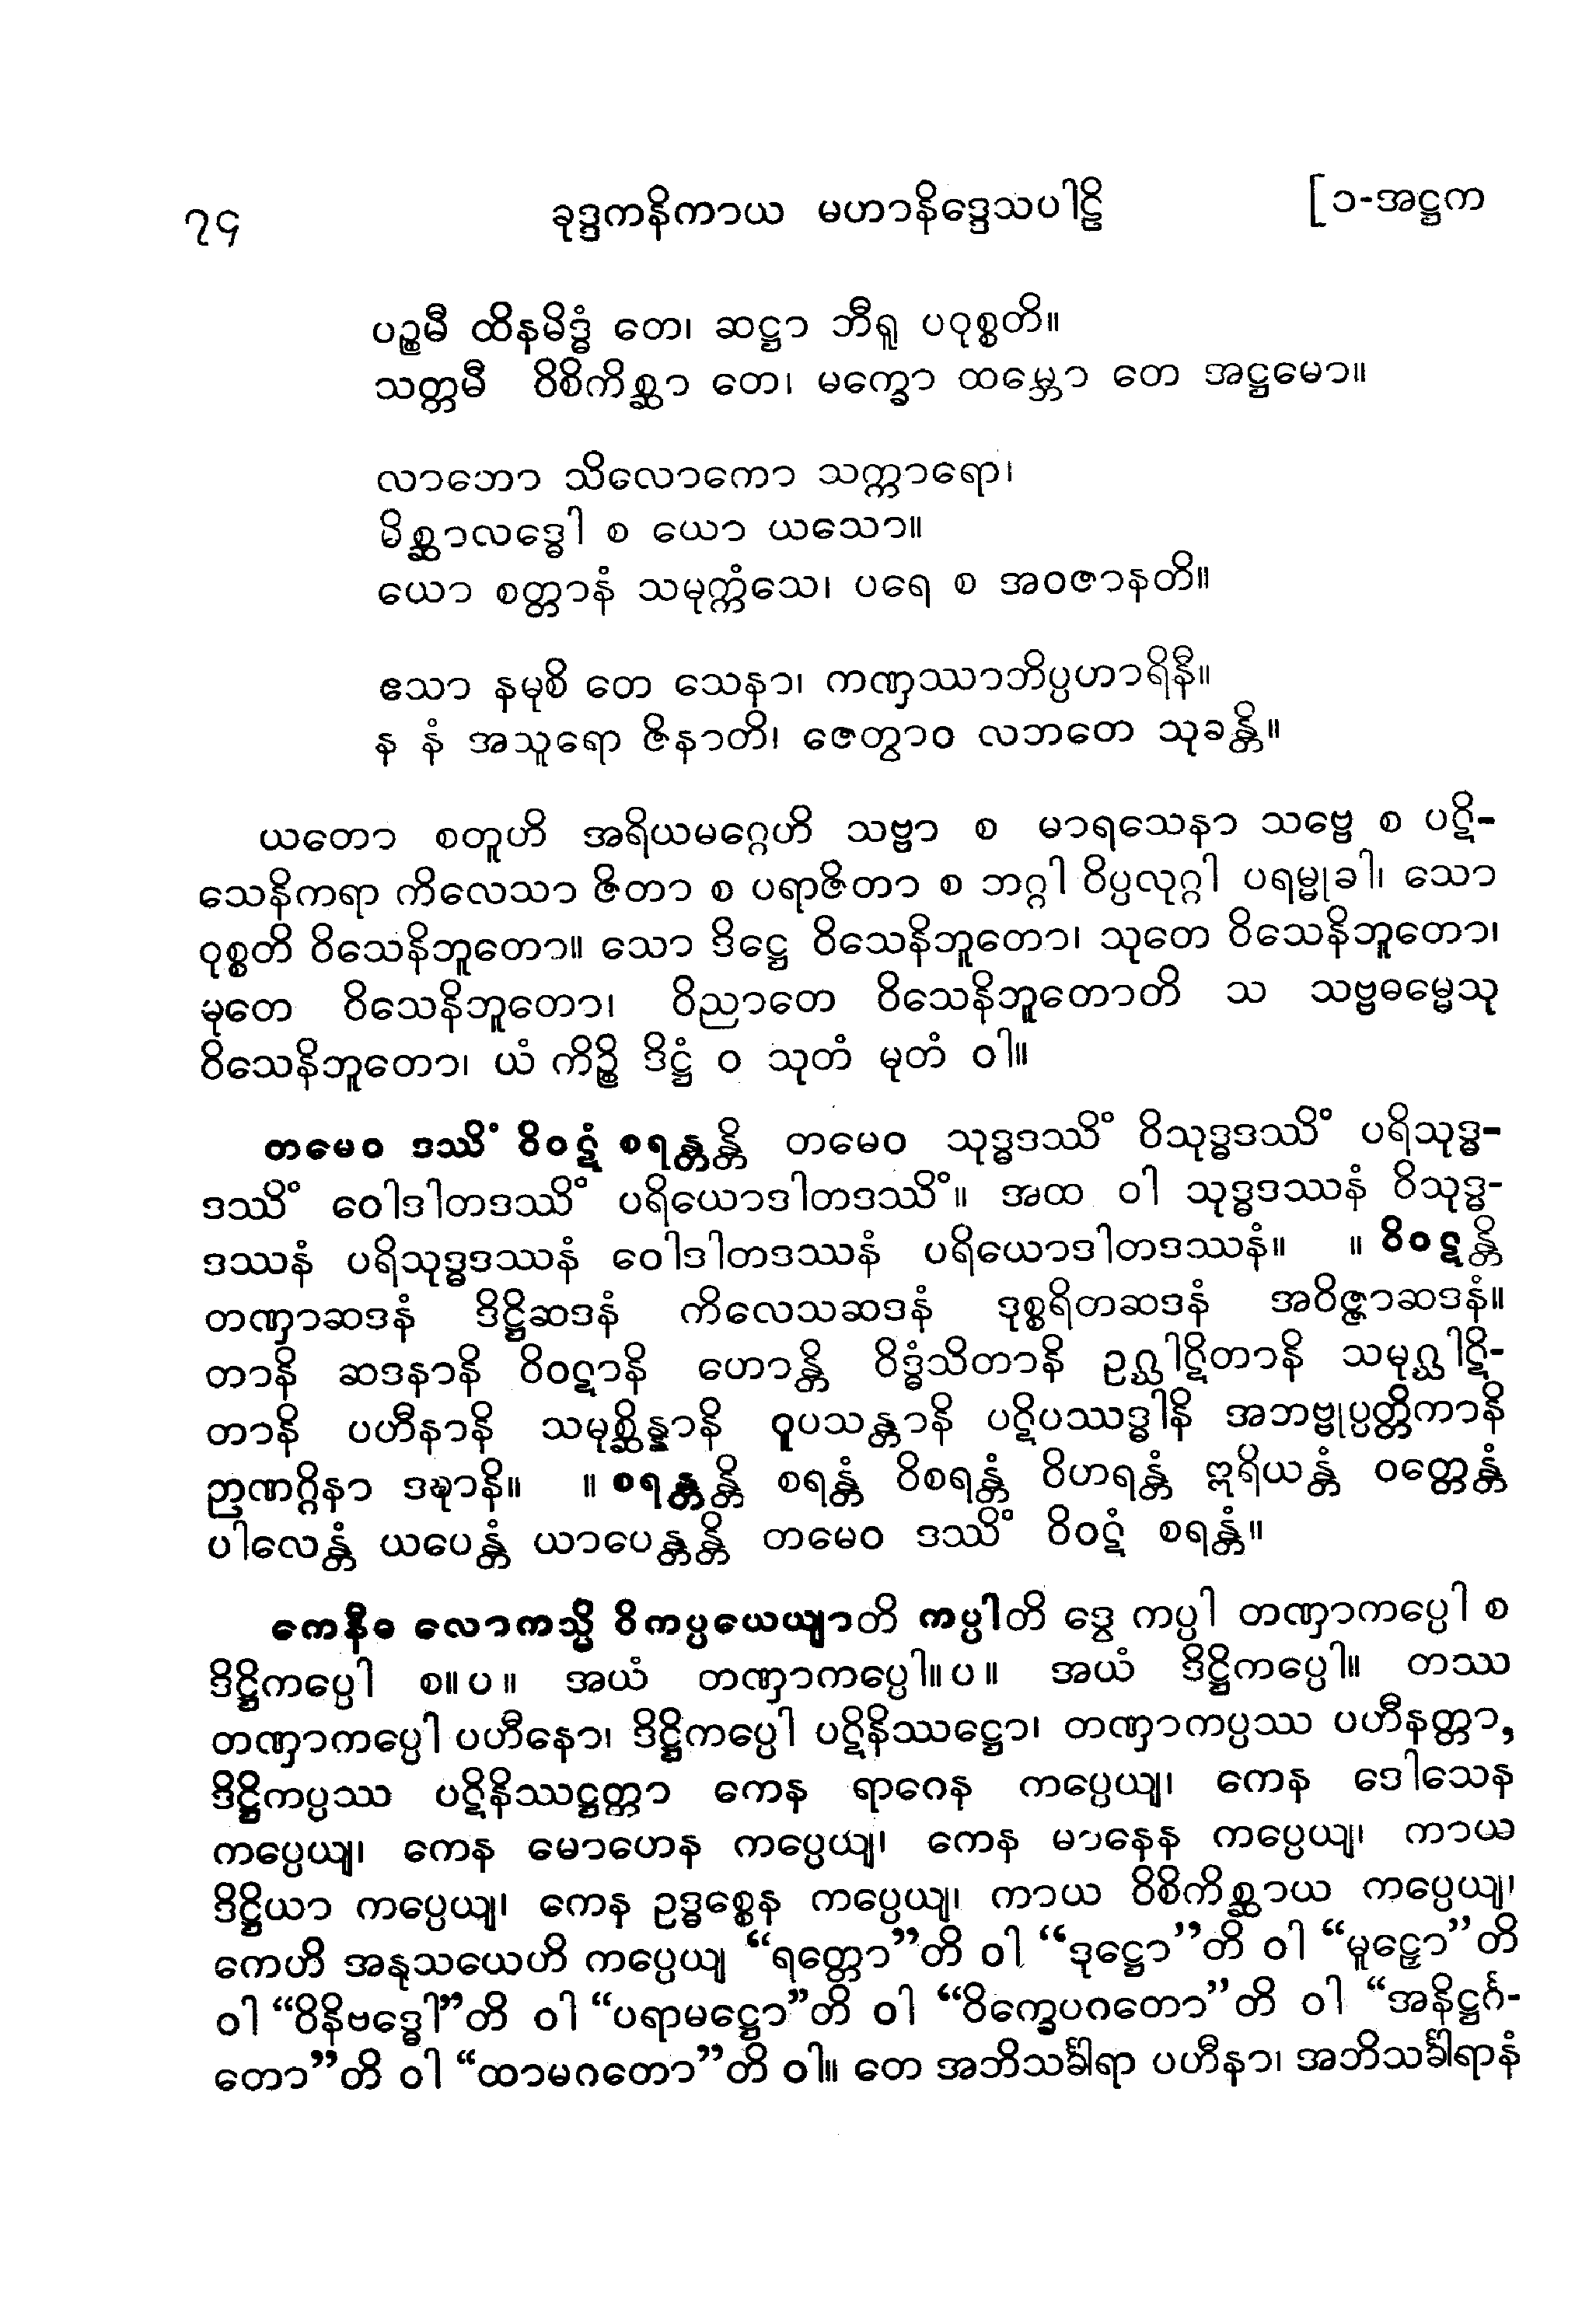 ၇၄ ခုဒ္ဒကနိကာယ မဟာနိဒ္ဒေသပါဠိ [၁-အဋ္ဌက
ပဉ္စမီ ထိနမိဒ္ဓံ တေ၊ ဆဋ္ဌာ ဘီရူ ပဝုစ္စတိ။
သတ္တမီ ဝိစိကိစ္ဆာ တေ၊ မက္ခော ထမ္ဘော တေ အဋ္ဌမော။
လာဘော သိလောကော သက္ကာရော၊
မိစ္ဆာလဒ္ဓေါ စ ယော ယသော။
ယော စတ္တာနံ သမုက္ကံသေ၊ ပရေ စ အဝဇာနတိ။
ဧသာ နမုစိ တေ သေနာ၊ ကဏှဿာဘိပ္ပဟာရိနီ။
န နံ အသူရော ဇိနာတိ၊ ဇေတွာဝ လဘတေ သုခန္တိ။
ယတော စတူဟိ အရိယမဂ္ဂေဟိ သဗ္ဗာ စ မာရသေနာ သဗ္ဗေ စ ပဋိ-
သေနိကရာ ကိလေသာ ဇိတာ စ ပရာဇိတာ စ ဘဂ္ဂါ ဝိပ္ပလုဂ္ဂါ ပရမ္မုခါ၊ သော
ဝုစ္စတိ ဝိသေနိဘူတော။ သော ဒိဋ္ဌေ ဝိသေနိဘူတော၊ သုတေ ဝိသေနိဘူတော၊
မုတေ ဝိသေနိဘူတော၊ ဝိညာတေ ဝိသေနိဘူတောတိ သ သဗ္ဗဓမ္မေသု
ဝိသေနိဘူတော၊ ယံ ကိဉ္စိ ဒိဋ္ဌံ ဝ သုတံ မုတံ ဝါ။
တမေဝ ဒဿိံ ဝိဝဋံ စရန္တန္တိ တမေဝ သုဒ္ဓဒဿိံ ဝိသုဒ္ဓဒဿိံ ပရိသုဒ္ဓ-
ဒဿိံ ဝေါဒါတဒဿိံ ပရိယောဒါတဒဿိံ။ အထ ဝါ သုဒ္ဓဒဿနံ ဝိသုဒ္ဓ-
ဒဿနံ ပရိသုဒ္ဓဒဿနံ ဝေါဒါတဒဿနံ ပရိယောဒါတဒဿနံ။ ။ ဝိဝဋန္တိ
တဏှာဆဒနံ ဒိဋ္ဌိဆဒနံ ကိလေသဆဒနံ ဒုစ္စရိတဆဒနံ အဝိဇ္ဇာဆဒနံ။
တာနိ ဆဒနာနိ ဝိဝဋာနိ ဟောန္တိ ဝိဒ္ဓံသိတာနိ ဥဂ္ဃါဋိတာနိ သမုဂ္ဃါဋိ-
တာနိ ပဟီနာနိ သမုစ္ဆိန္နာနိ ဝူပသန္တာနိ ပဋိပဿဒ္ဓါနိ အဘဗ္ဗုပ္ပတ္တိကာနိ
ဉာဏဂ္ဂိနာ ဒဍ္ဎာနိ။ ။ စရန္တန္တိ စရန္တံ ဝိစရန္တံ ဝိဟရန္တံ ဣရိယန္တံ ဝတ္တေန္တံ
ပါလေန္တံ ယပေန္တံ ယာပေန္တန္တိ တမေဝ ဒဿိံ ဝိဝဋံ စရန္တံ။
ကေနီဓ လောကသ္မိံ ဝိကပ္ပယေယျာတိ ကပ္ပါတိ ဒွေ ကပ္ပါ တဏှာကပ္ပေါ စ
ဒိဋ္ဌိကပ္ပေါ စ။ပ။ အယံ တဏှာကပ္ပေါ။ပ။ အယံ ဒိဋ္ဌိကပ္ပေါ။ တဿ
တဏှာကပ္ပေါ ပဟီနော၊ ဒိဋ္ဌိကပ္ပေါ ပဋိနိဿဋ္ဌော၊ တဏှာကပ္ပဿ ပဟီနတ္တာ,
ဒိဋ္ဌိကပ္ပဿ ပဋိနိဿဋ္ဌတ္တာ ကေန ရာဂေန ကပ္ပေယျ၊ ကေန ဒေါသေန
ကပ္ပေယျ၊ ကေန မောဟေန ကပ္ပေယျ၊ ကေန မာနေန ကပ္ပေယျ၊ ကာယ
ဒိဋ္ဌိယာ ကပ္ပေယျ၊ ကေန ဥဒ္ဓစ္စေန ကပ္ပေယျ၊ ကာယ ဝိစိကိစ္ဆာယ ကပ္ပေယျ၊
ကေဟိ အနုသယေဟိ ကပ္ပေယျ “ရတ္တော”တိ ဝါ “ဒုဋ္ဌော”တိ ဝါ “မူဠှော”တိ
ဝါ “ဝိနိဗဒ္ဓေါ”တိ ဝါ “ပရာမဋ္ဌော”တိ ဝါ “ဝိက္ခေပဂတော”တိ ဝါ “အနိဋ္ဌင်္ဂ-
တော”တိ ဝါ “ထာမဂတော”တိ ဝါ။ တေ အဘိသင်္ခါရာ ပဟီနာ၊ အဘိသင်္ခါရာနံ